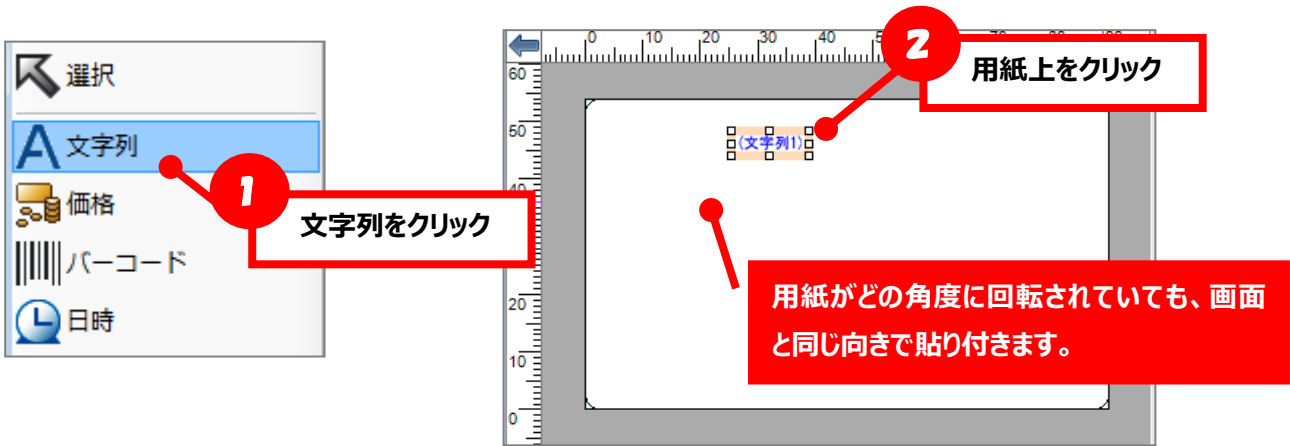 選択
文字列
価格
バーコード
日時
1
文字列をクリック
0 10 20 30 40
60
50
40
20
10
0
2
用紙上をクリック
(文字列1)
用紙がどの角度に回転されていても、画面
と同じ向きで貼り付きます。